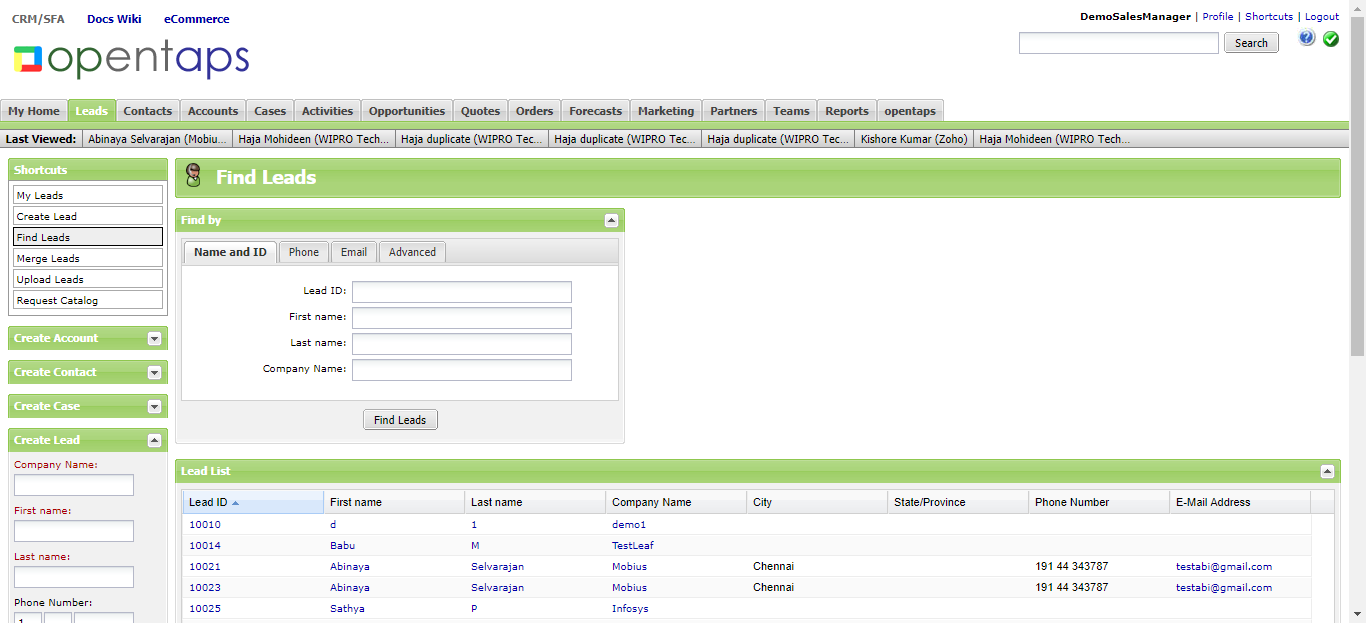 CRM/SFA Docs Wiki eCommerce
DemoSalesManager | Profile | Shortcuts | Logout
opentaps
Search
My Home Leads Contacts Accounts Cases Activities Opportunities Quotes Orders Forecasts Marketing Partners Teams Reports opentaps
Last Viewed: Abinaya Selvarajan (Mobiu... Haja Mohideen (WIPRO Tech... Haja duplicate (WIPRO Tec... Haja duplicate (WIPRO Tec... Haja duplicate (WIPRO Tec... Kishore Kumar (Zoho) Haja Mohideen (WIPRO Tech...
Shortcuts
My Leads
Create Lead
Find Leads
Merge Leads
Upload Leads
Request Catalog
Create Account
Create Contact
Create Case
Create Lead
Company Name:
First name:
Last name:
Phone Number:
1
Find Leads
Find by
Name and ID Phone Email Advanced
Lead ID:
First name:
Last name:
Company Name:
Find Leads
Lead List
Lead ID First name Last name Company Name City State/Province Phone Number E-Mail Address
10010 d 1 demo1
10014 Babu M TestLeaf
10021 Abinaya Selvarajan Mobius Chennai 191 44 343787 testabi@gmail.com
10023 Abinaya Selvarajan Mobius Chennai 191 44 343787 testabi@gmail.com
10025 Sathya P Infosys